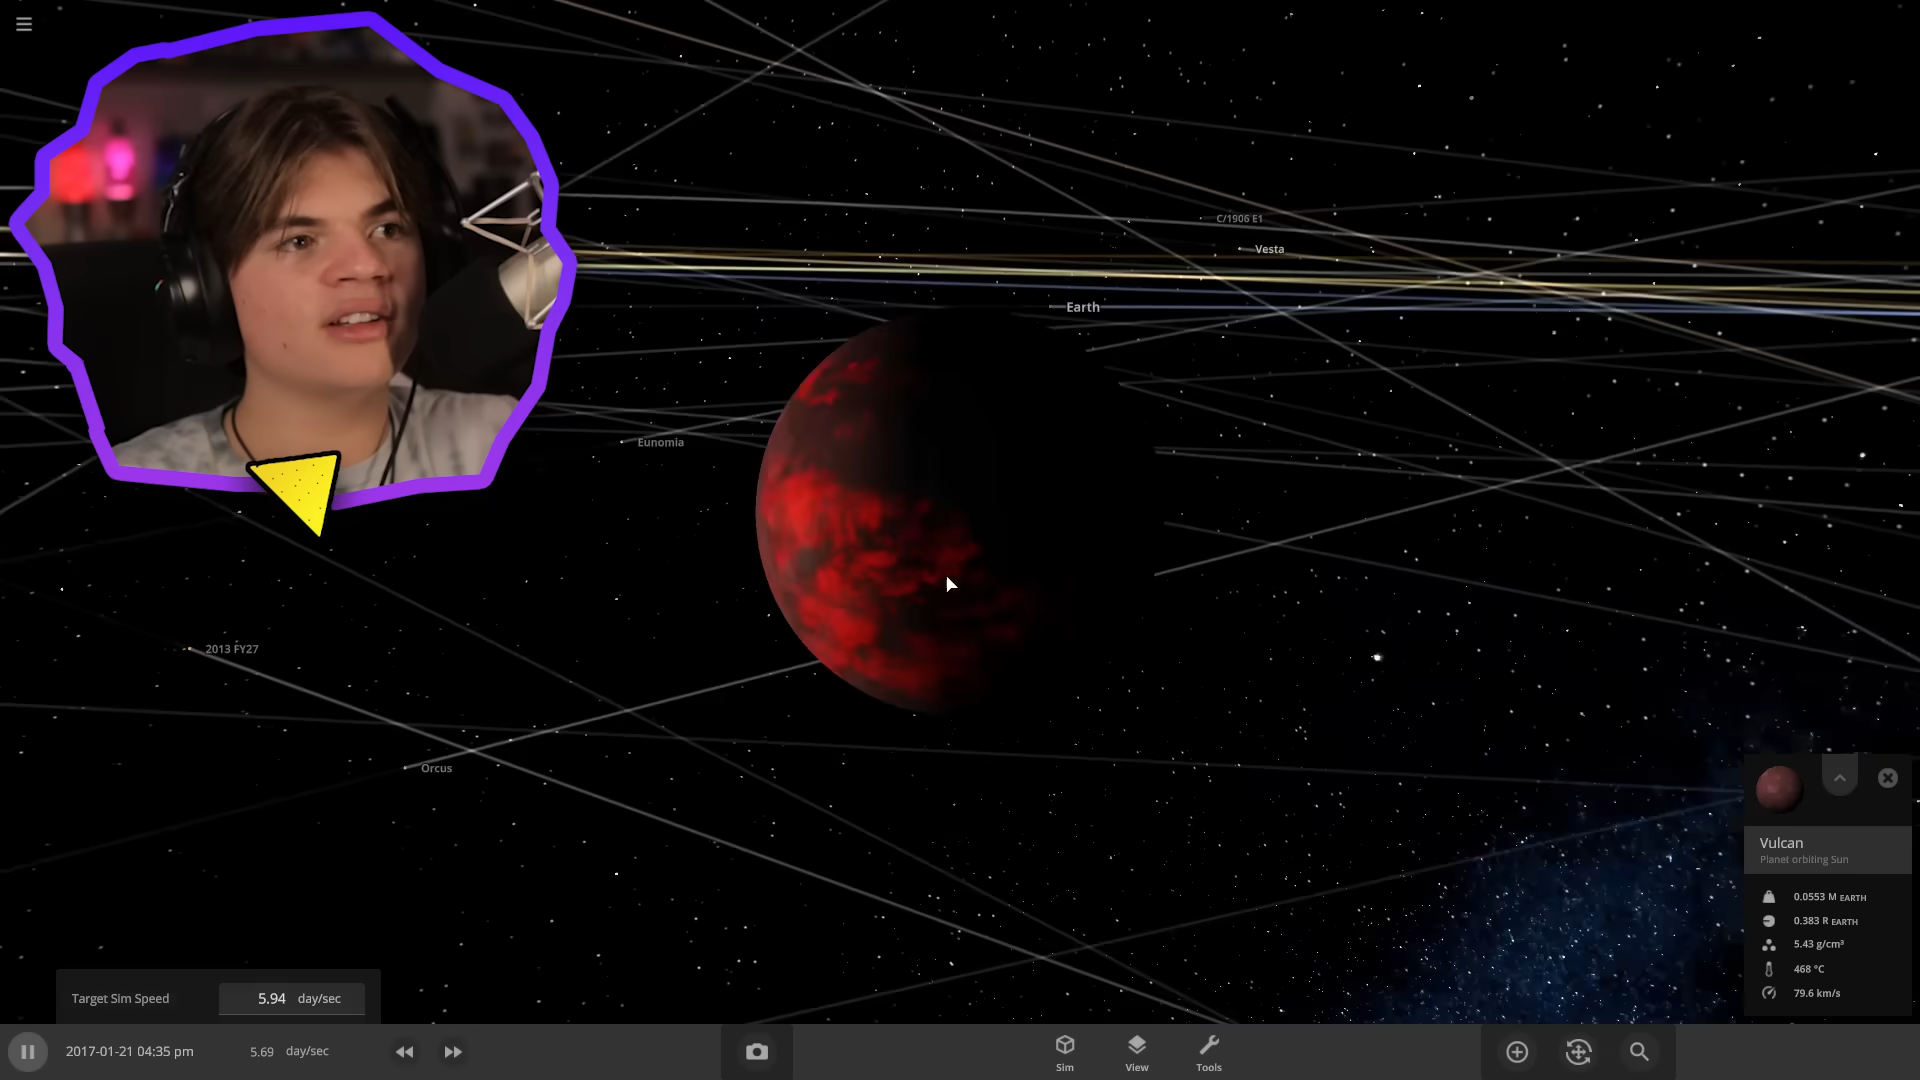 C/1906 E1
Vesta
Earth
Eunomia
2013 FY27
Orcus
Vulcan
Planet orbiting Sun
0.0553 M EARTH
0.383 R EARTH
5.43 g/cm³
468 °C
79.6 km/s
Target Sim Speed 5.94 day/sec
2017-01-21 04:35 pm 5.69 day/sec
Sim View Tools